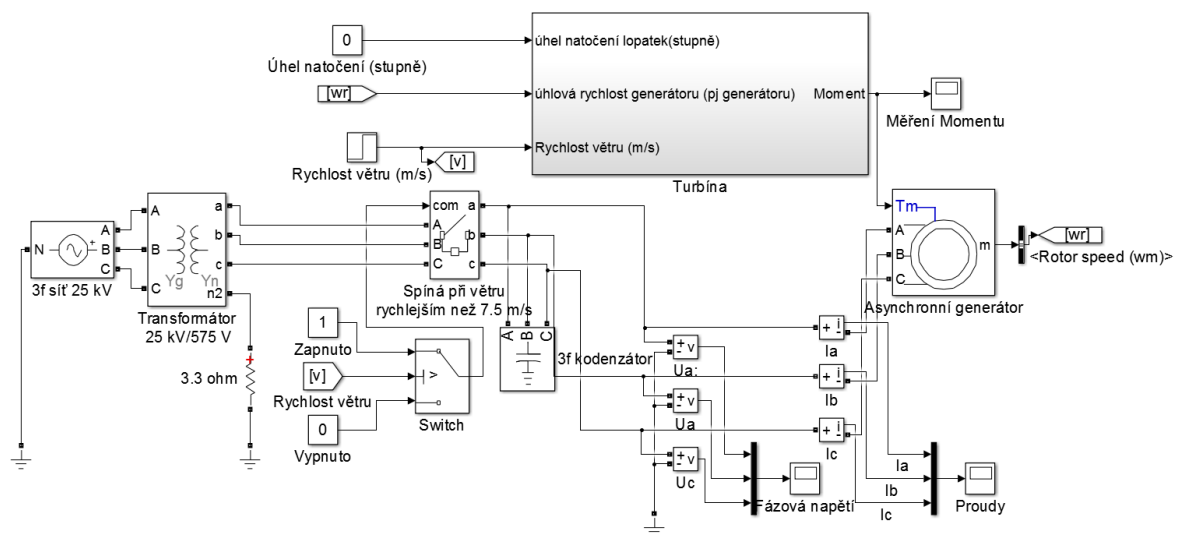 0
úhel natočení lopatek(stupně)
Úhel natočení (stupně)
[wr]
úhlová rychlost generátoru (pj generátoru)
Moment
Měření Momentu
Rychlost větru (m/s)
[v]
Rychlost větru (m/s)
Turbína
N
A
B
C
+
3f síť 25 kV
A
B
C
a
b
c
n2
Yg
Yn
Transformátor
25 kV/575 V
com
A
B
C
a
b
c
Spíná při větru
rychlejším než 7.5 m/s
Tm
A
B
C
m
[wr]
<Rotor speed (wm)>
Asynchronní generátor
+
3.3 ohm
1
Zapnuto
[v]
Rychlost větru
0
Vypnuto
>
Switch
A
B
C
3f kodenzátor
+
-
v
Ua:
+
-
v
Ua
+
-
v
Uc
Fázová napětí
+
i
-
Ia
+
i
-
Ib
+
i
-
Ic
Ia
Ib
Ic
Proudy